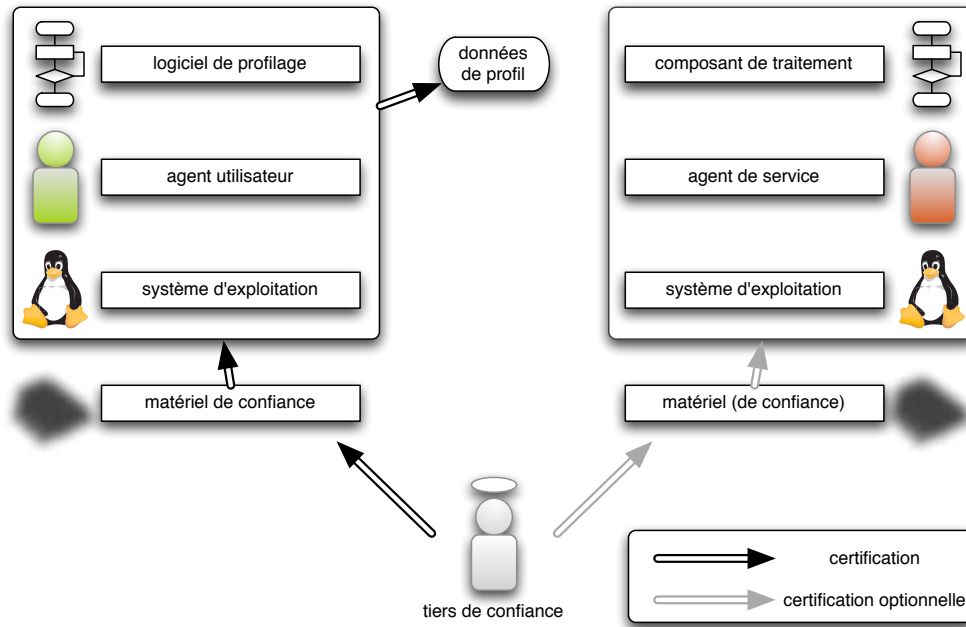 logiciel de profilage
données
de profil
composant de traitement
agent utilisateur
agent de service
système d'exploitation
système d'exploitation
matériel de confiance
matériel (de confiance)
tiers de confiance
certification
certification optionnelle